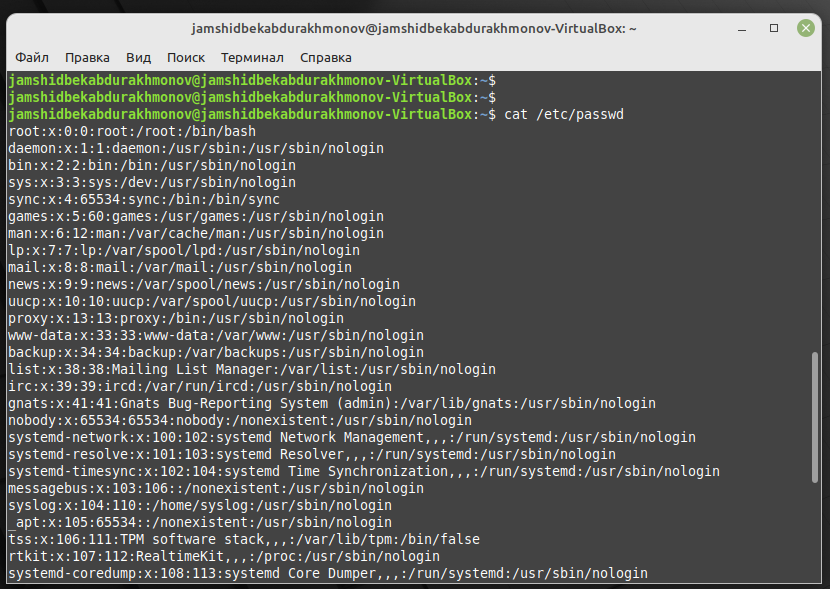 jamshidbekabdurakhmonov@jamshidbekabdurakhmonov-VirtualBox: ~
Файл Правка Вид Поиск Терминал Справка
jamshidbekabdurakhmonov@jamshidbekabdurakhmonov-VirtualBox:~$
jamshidbekabdurakhmonov@jamshidbekabdurakhmonov-VirtualBox:~$
jamshidbekabdurakhmonov@jamshidbekabdurakhmonov-VirtualBox:~$ cat /etc/passwd
root:x:0:0:root:/root:/bin/bash
daemon:x:1:1:daemon:/usr/sbin:/usr/sbin/nologin
bin:x:2:2:bin:/bin:/usr/sbin/nologin
sys:x:3:3:sys:/dev:/usr/sbin/nologin
sync:x:4:65534:sync:/bin:/bin/sync
games:x:5:60:games:/usr/games:/usr/sbin/nologin
man:x:6:12:man:/var/cache/man:/usr/sbin/nologin
lp:x:7:7:lp:/var/spool/lpd:/usr/sbin/nologin
mail:x:8:8:mail:/var/mail:/usr/sbin/nologin
news:x:9:9:news:/var/spool/news:/usr/sbin/nologin
uucp:x:10:10:uucp:/var/spool/uucp:/usr/sbin/nologin
proxy:x:13:13:proxy:/bin:/usr/sbin/nologin
www-data:x:33:33:www-data:/var/www:/usr/sbin/nologin
backup:x:34:34:backup:/var/backups:/usr/sbin/nologin
list:x:38:38:Mailing List Manager:/var/list:/usr/sbin/nologin
irc:x:39:39:ircd:/var/run/ircd:/usr/sbin/nologin
gnats:x:41:41:Gnats Bug-Reporting System (admin):/var/lib/gnats:/usr/sbin/nologin
nobody:x:65534:65534:nobody:/nonexistent:/usr/sbin/nologin
systemd-network:x:100:102:systemd Network Management,,,:/run/systemd:/usr/sbin/nologin
systemd-resolve:x:101:103:systemd Resolver,,,:/run/systemd:/usr/sbin/nologin
systemd-timesync:x:102:104:systemd Time Synchronization,,,:/run/systemd:/usr/sbin/nologin
messagebus:x:103:106::/nonexistent:/usr/sbin/nologin
syslog:x:104:110::/home/syslog:/usr/sbin/nologin
_apt:x:105:65534::/nonexistent:/usr/sbin/nologin
tss:x:106:111:TPM software stack,,,:/var/lib/tpm:/bin/false
rtkit:x:107:112:RealtimeKit,,,:/proc:/usr/sbin/nologin
systemd-coredump:x:108:113:systemd Core Dumper,,,:/run/systemd:/usr/sbin/nologin